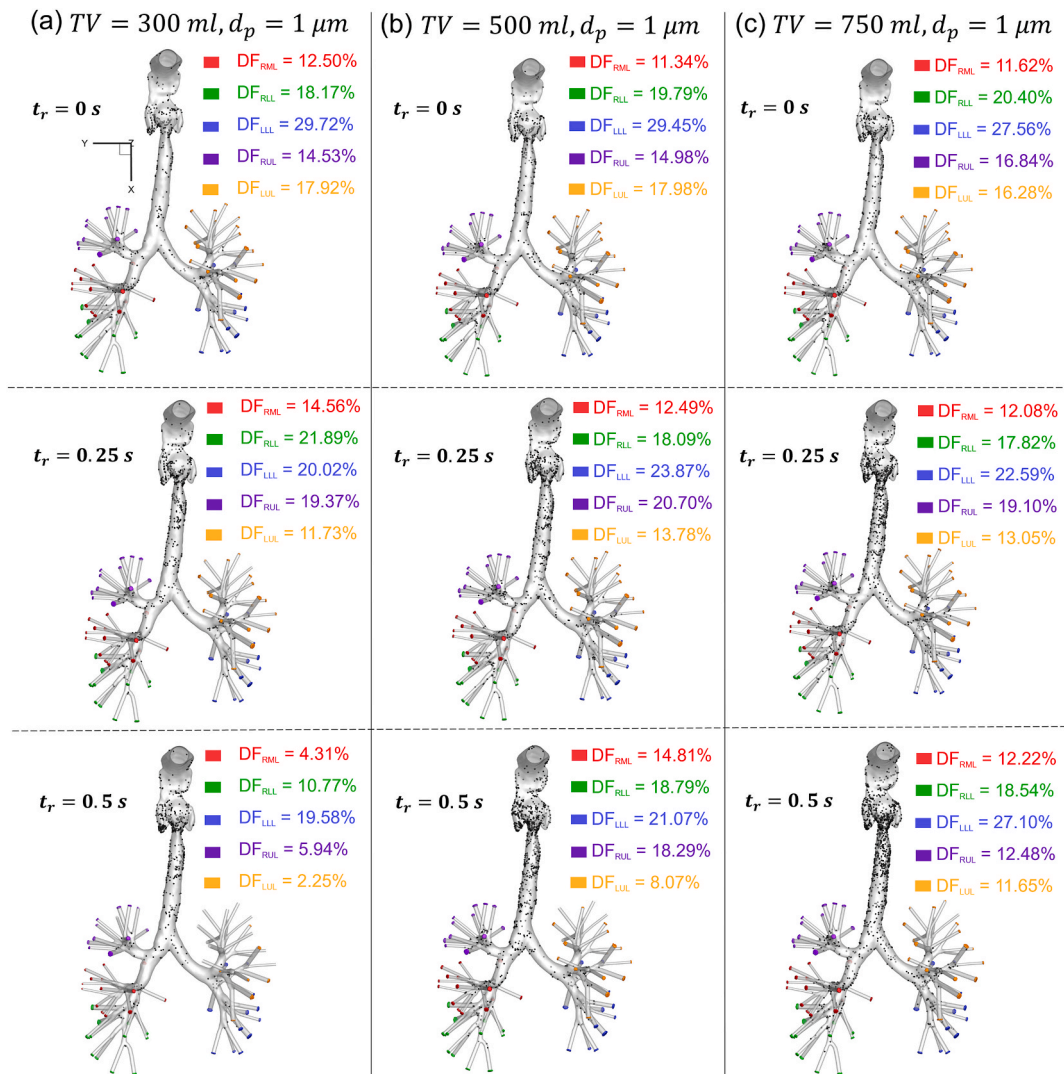 (a) TV = 300 ml, dₚ = 1 μm
DF_RML = 12.50%
DF_RLL = 18.17%
t_r = 0 s
DF_LLL = 29.72%
Y Z
X
DF_RUL = 14.53%
DF_LUL = 17.92%
(b) TV = 500 ml, dₚ = 1 μm
DF_RML = 11.34%
DF_RLL = 19.79%
t_r = 0 s
DF_LLL = 29.45%
DF_RUL = 14.98%
DF_LUL = 17.98%
(c) TV = 750 ml, dₚ = 1 μm
DF_RML = 11.62%
DF_RLL = 20.40%
t_r = 0 s
DF_LLL = 27.56%
DF_RUL = 16.84%
DF_LUL = 16.28%
DF_RML = 14.56%
DF_RLL = 21.89%
t_r = 0.25 s
DF_LLL = 20.02%
DF_RUL = 19.37%
DF_LUL = 11.73%
DF_RML = 12.49%
DF_RLL = 18.09%
t_r = 0.25 s
DF_LLL = 23.87%
DF_RUL = 20.70%
DF_LUL = 13.78%
DF_RML = 12.08%
DF_RLL = 17.82%
t_r = 0.25 s
DF_LLL = 22.59%
DF_RUL = 19.10%
DF_LUL = 13.05%
DF_RML = 4.31%
DF_RLL = 10.77%
t_r = 0.5 s
DF_LLL = 19.58%
DF_RUL = 5.94%
DF_LUL = 2.25%
DF_RML = 14.81%
DF_RLL = 18.79%
t_r = 0.5 s
DF_LLL = 21.07%
DF_RUL = 18.29%
DF_LUL = 8.07%
DF_RML = 12.22%
DF_RLL = 18.54%
t_r = 0.5 s
DF_LLL = 27.10%
DF_RUL = 12.48%
DF_LUL = 11.65%